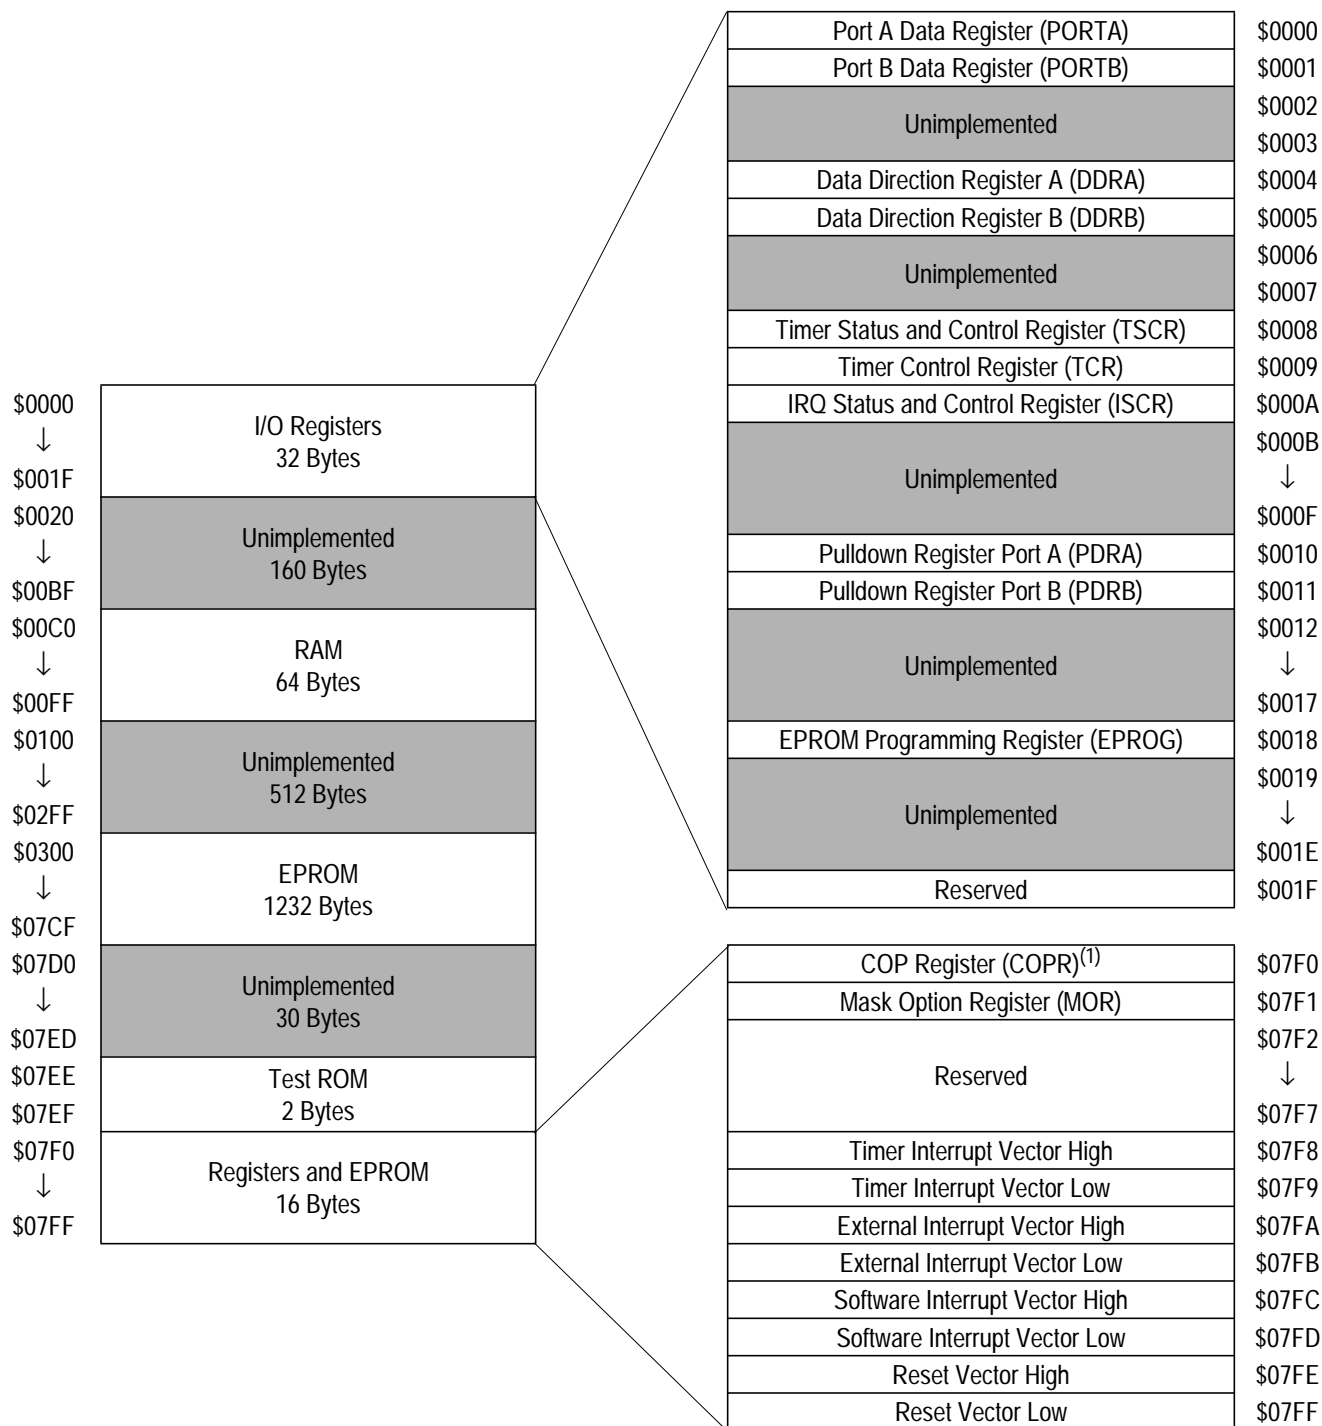 $0000
↓
$001F
I/O Registers
32 Bytes
$0020
↓
$00BF
Unimplemented
160 Bytes
$00C0
↓
$00FF
RAM
64 Bytes
$0100
↓
$02FF
Unimplemented
512 Bytes
$0300
↓
$07CF
EPROM
1232 Bytes
$07D0
↓
$07ED
Unimplemented
30 Bytes
$07EE
$07EF
Test ROM
2 Bytes
$07F0
↓
$07FF
Registers and EPROM
16 Bytes
Port A Data Register (PORTA) $0000
Port B Data Register (PORTB) $0001
Unimplemented
$0002
$0003
Data Direction Register A (DDRA) $0004
Data Direction Register B (DDRB) $0005
Unimplemented
$0006
$0007
Timer Status and Control Register (TSCR) $0008
Timer Control Register (TCR) $0009
IRQ Status and Control Register (ISCR) $000A
Unimplemented
$000B
↓
$000F
Pulldown Register Port A (PDRA) $0010
Pulldown Register Port B (PDRB) $0011
Unimplemented
$0012
↓
$0017
EPROM Programming Register (EPROG) $0018
Unimplemented
$0019
↓
$001E
Reserved $001F
COP Register (COPR)(1) $07F0
Mask Option Register (MOR) $07F1
Reserved
$07F2
↓
$07F7
Timer Interrupt Vector High $07F8
Timer Interrupt Vector Low $07F9
External Interrupt Vector High $07FA
External Interrupt Vector Low $07FB
Software Interrupt Vector High $07FC
Software Interrupt Vector Low $07FD
Reset Vector High $07FE
Reset Vector Low $07FF